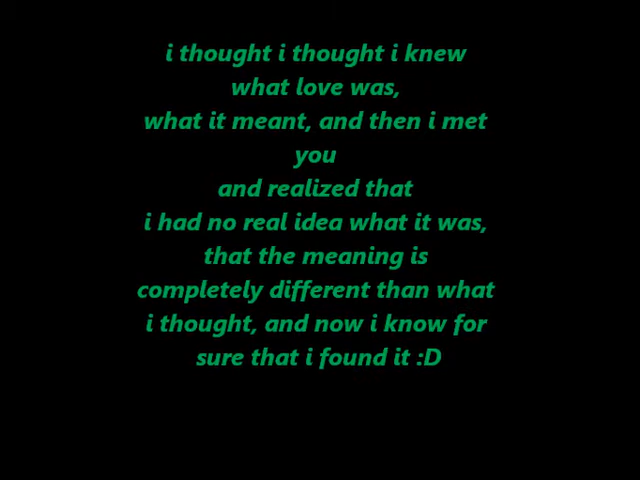 i thought i thought i knew
what love was,
what it meant, and then i met
you
and realized that
i had no real idea what it was,
that the meaning is
completely different than what
i thought, and now i know for
sure that i found it :D